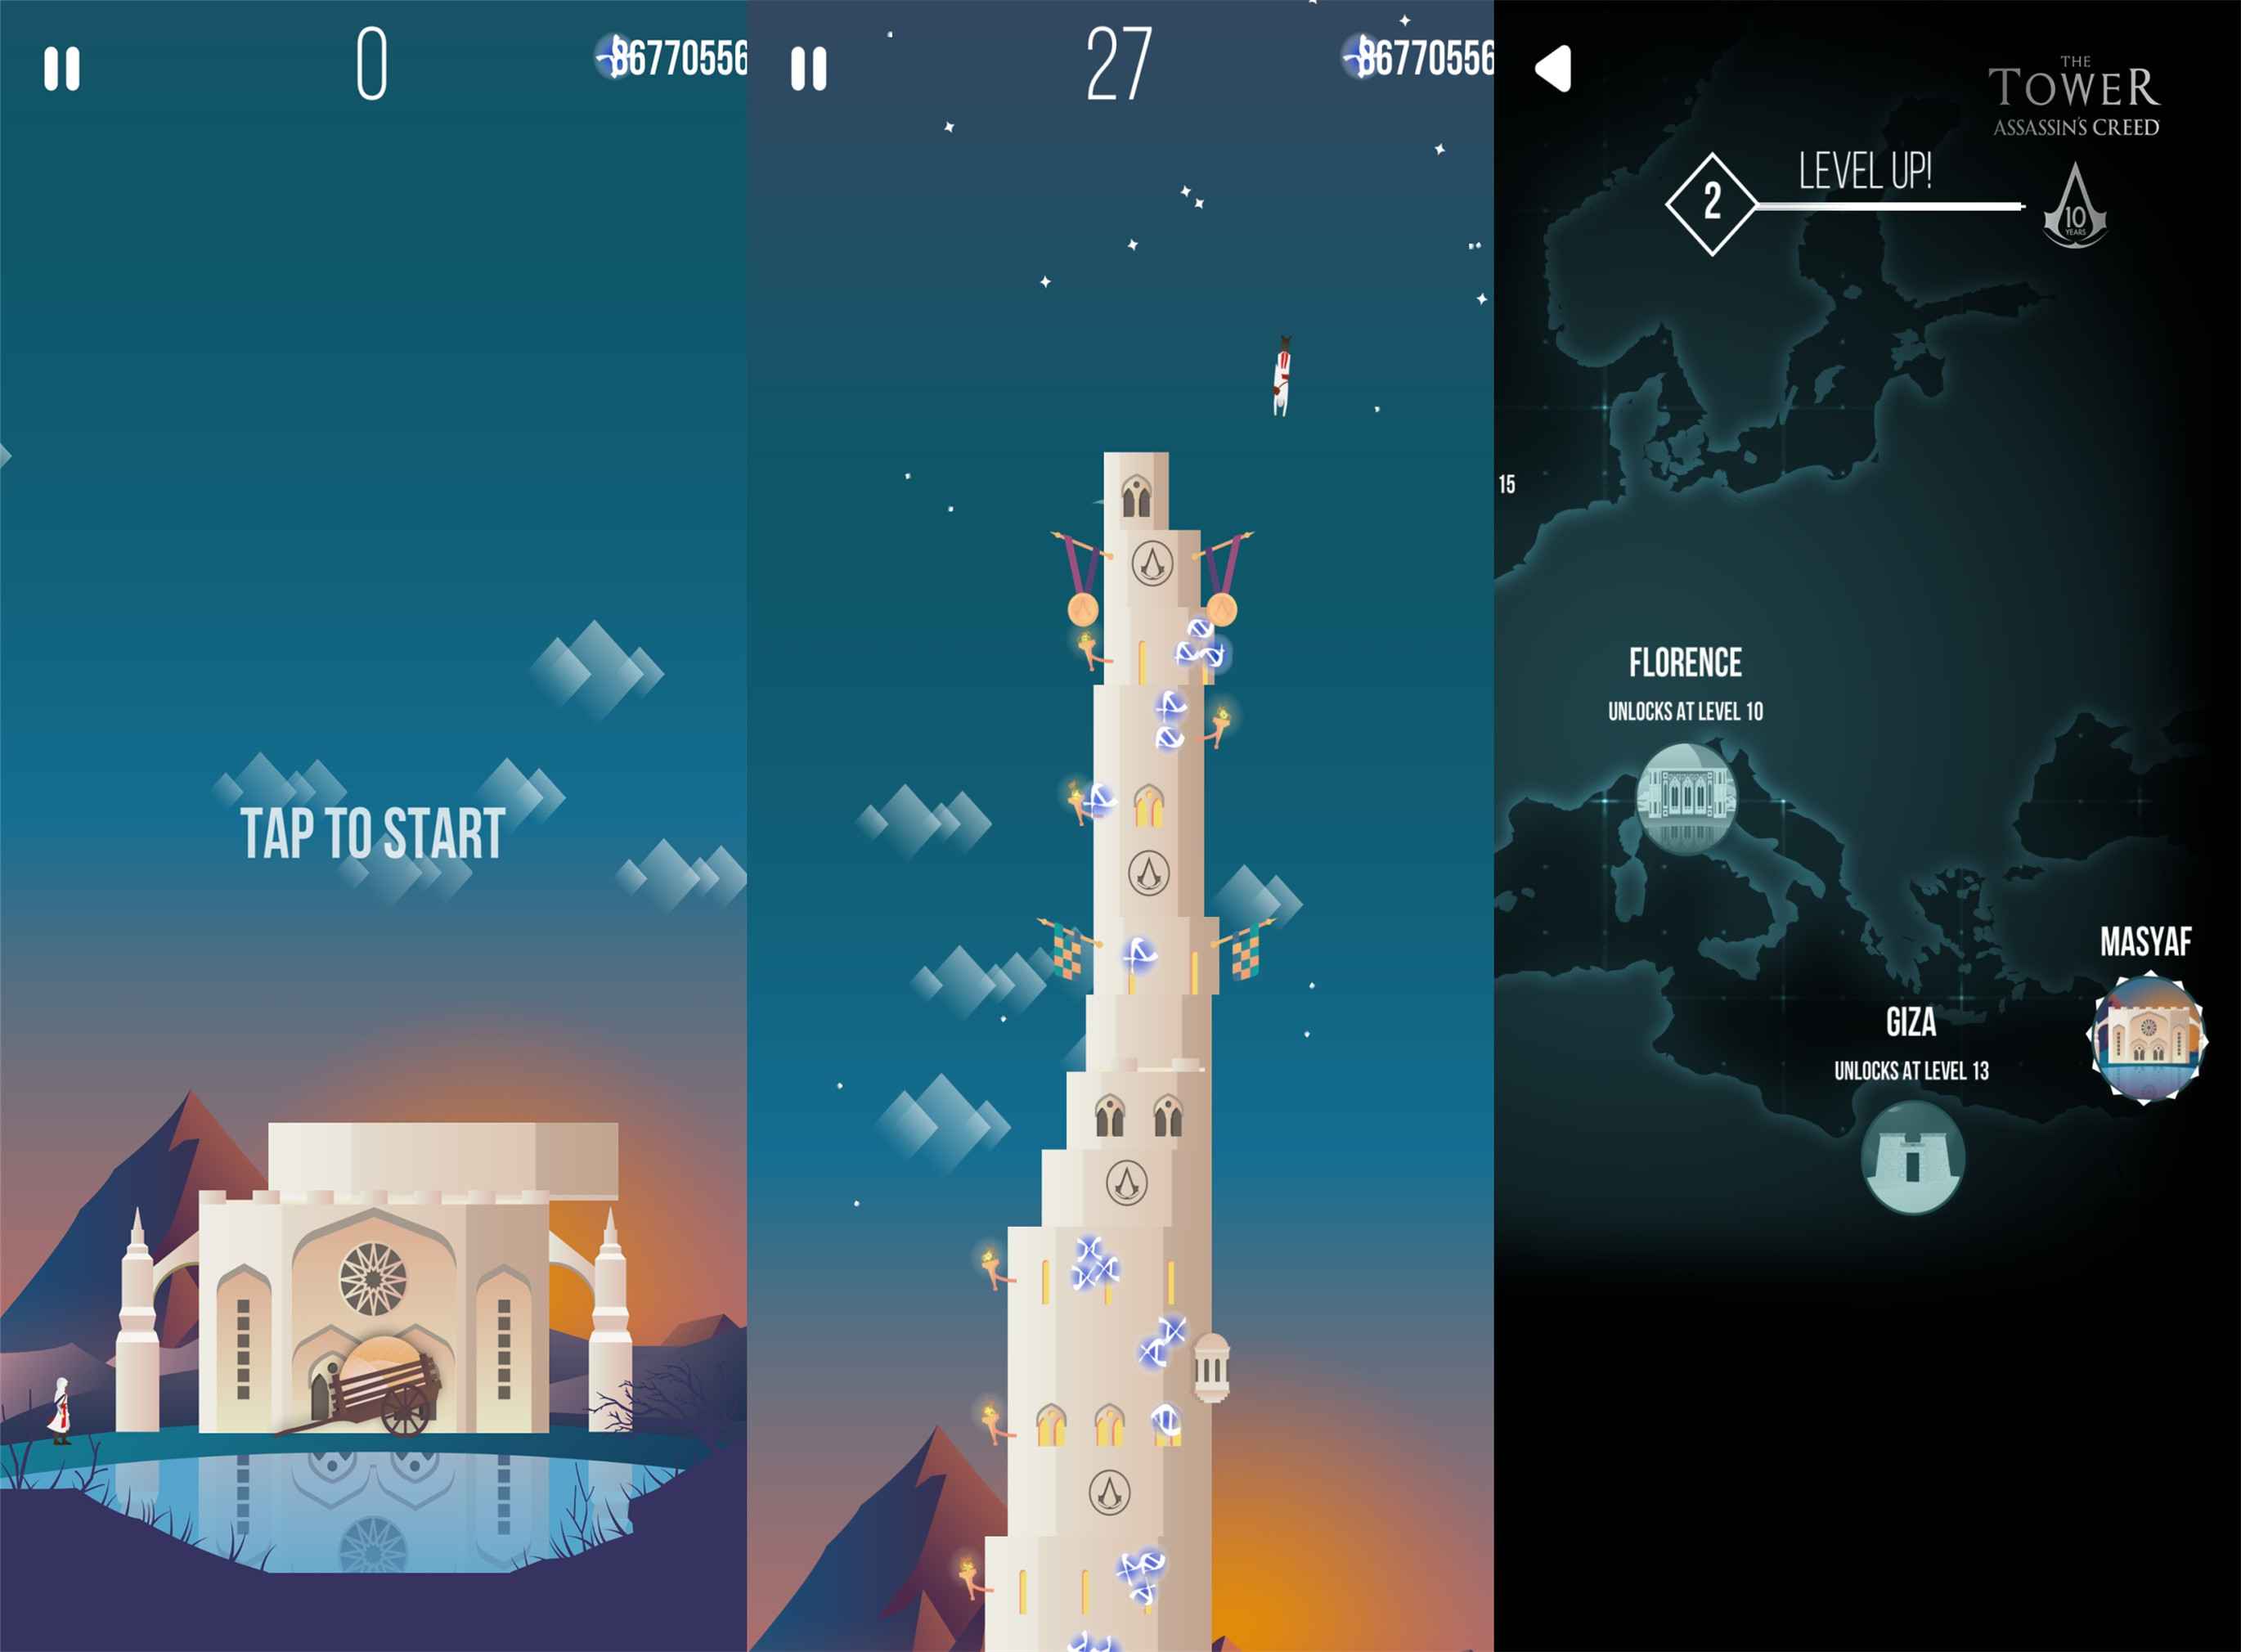 0
86770556
TAP TO START
27
86770556
THE
TOWER
ASSASSIN'S CREED
2
LEVEL UP!
10
YEARS
15
FLORENCE
UNLOCKS AT LEVEL 10
MASYAF
GIZA
UNLOCKS AT LEVEL 13